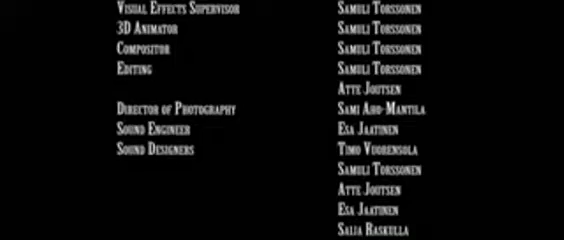 Visual Effects Supervisor Samuli Torssonen
3D Animator Samuli Torssonen
Compositor Samuli Torssonen
Editing Samuli Torssonen
Atte Joutsen
Director of Photography Sami Aho-Mantila
Sound Engineer Esa Jaatinen
Sound Designers Timo Vuorensola
Samuli Torssonen
Atte Joutsen
Esa Jaatinen
Saija Raskulla